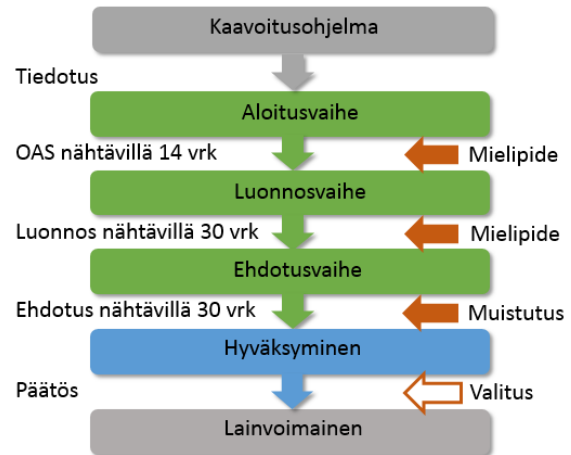 Kaavoitusohjelma
Tiedotus
Aloitusvaihe
OAS nähtävillä 14 vrk
Mielipide
Luonnosvaihe
Luonnos nähtävillä 30 vrk
Mielipide
Ehdotusvaihe
Ehdotus nähtävillä 30 vrk
Muistutus
Hyväksyminen
Päätös
Valitus
Lainvoimainen